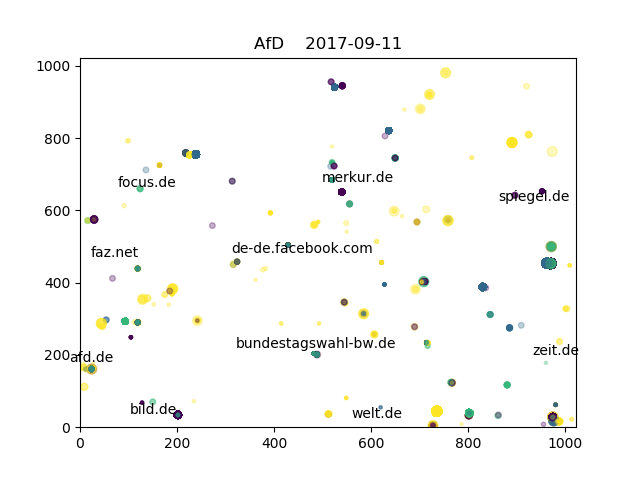 AfD 2017-09-11
1000
800
merkur.de
focus.de
spiegel.de
600
de-de.facebook.com
faz.net
400
bundestagswahl-bw.de
zeit.de
200
afd.de
bild.de
welt.de
0
0 200 400 600 800 1000